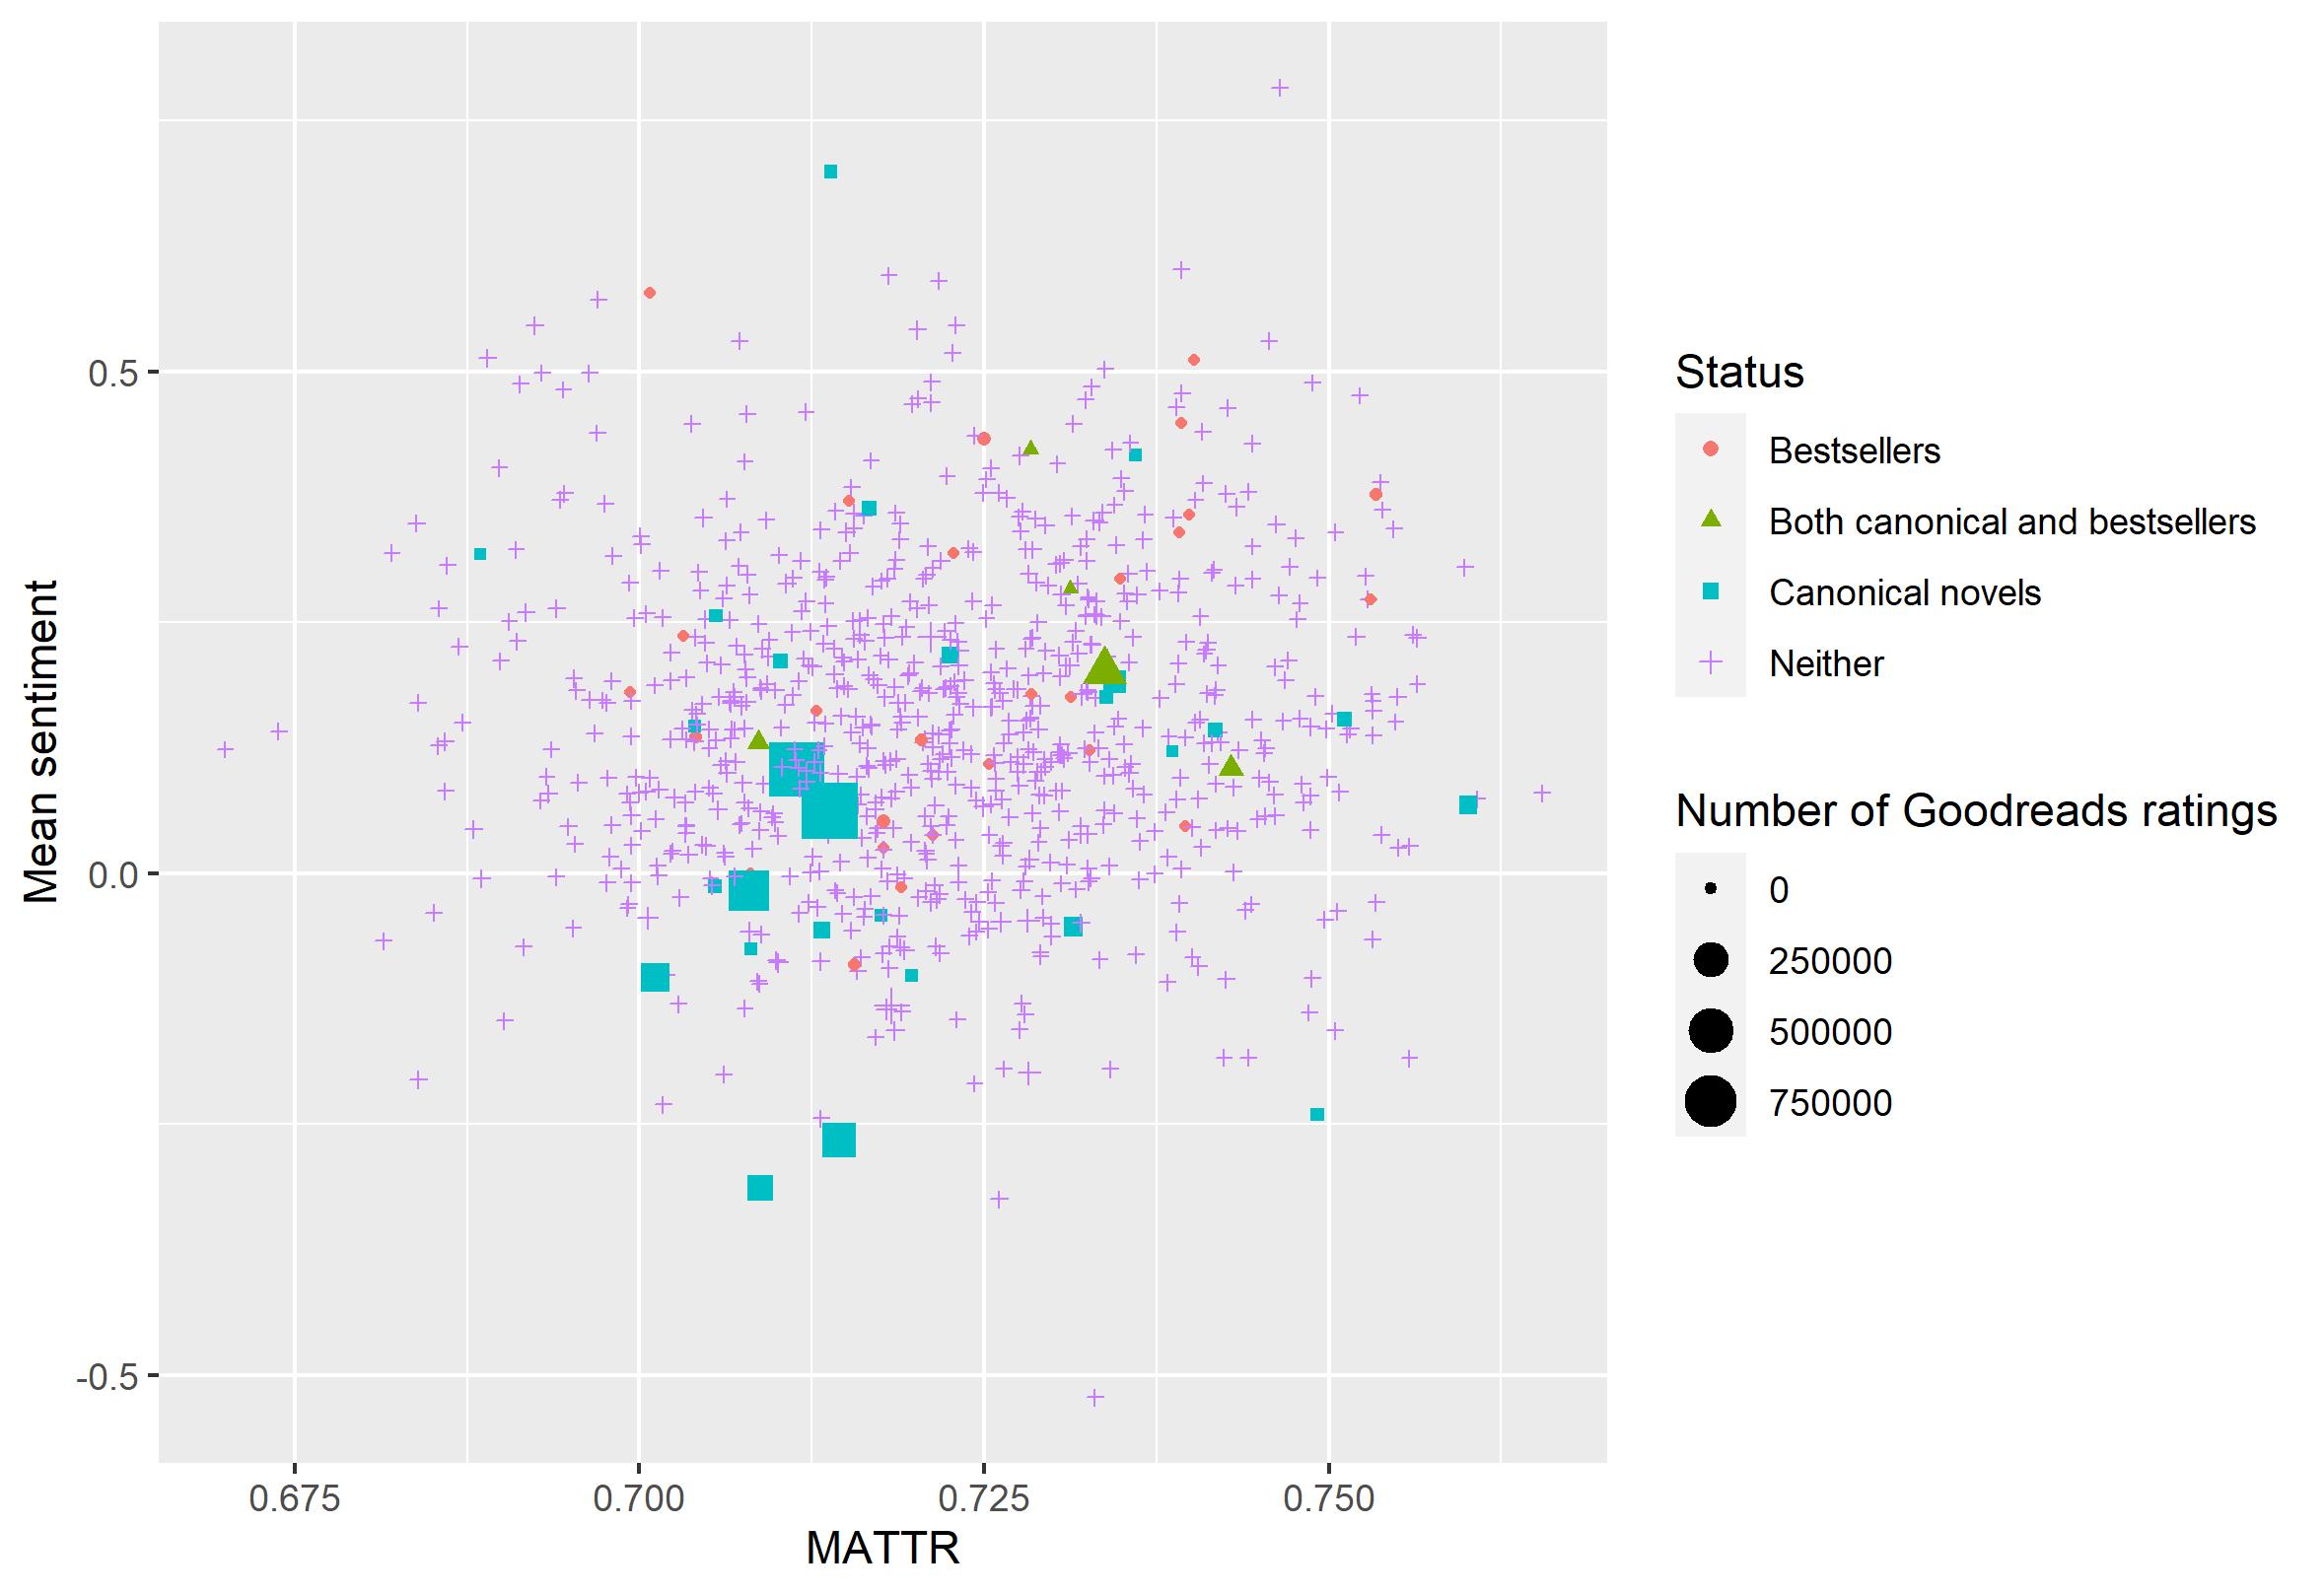 0.5
0.0
-0.5
Mean sentiment
0.675
0.700
0.725
0.750
MATTR
Status
Bestsellers
Both canonical and bestsellers
Canonical novels
Neither
Number of Goodreads ratings
0
250000
500000
750000